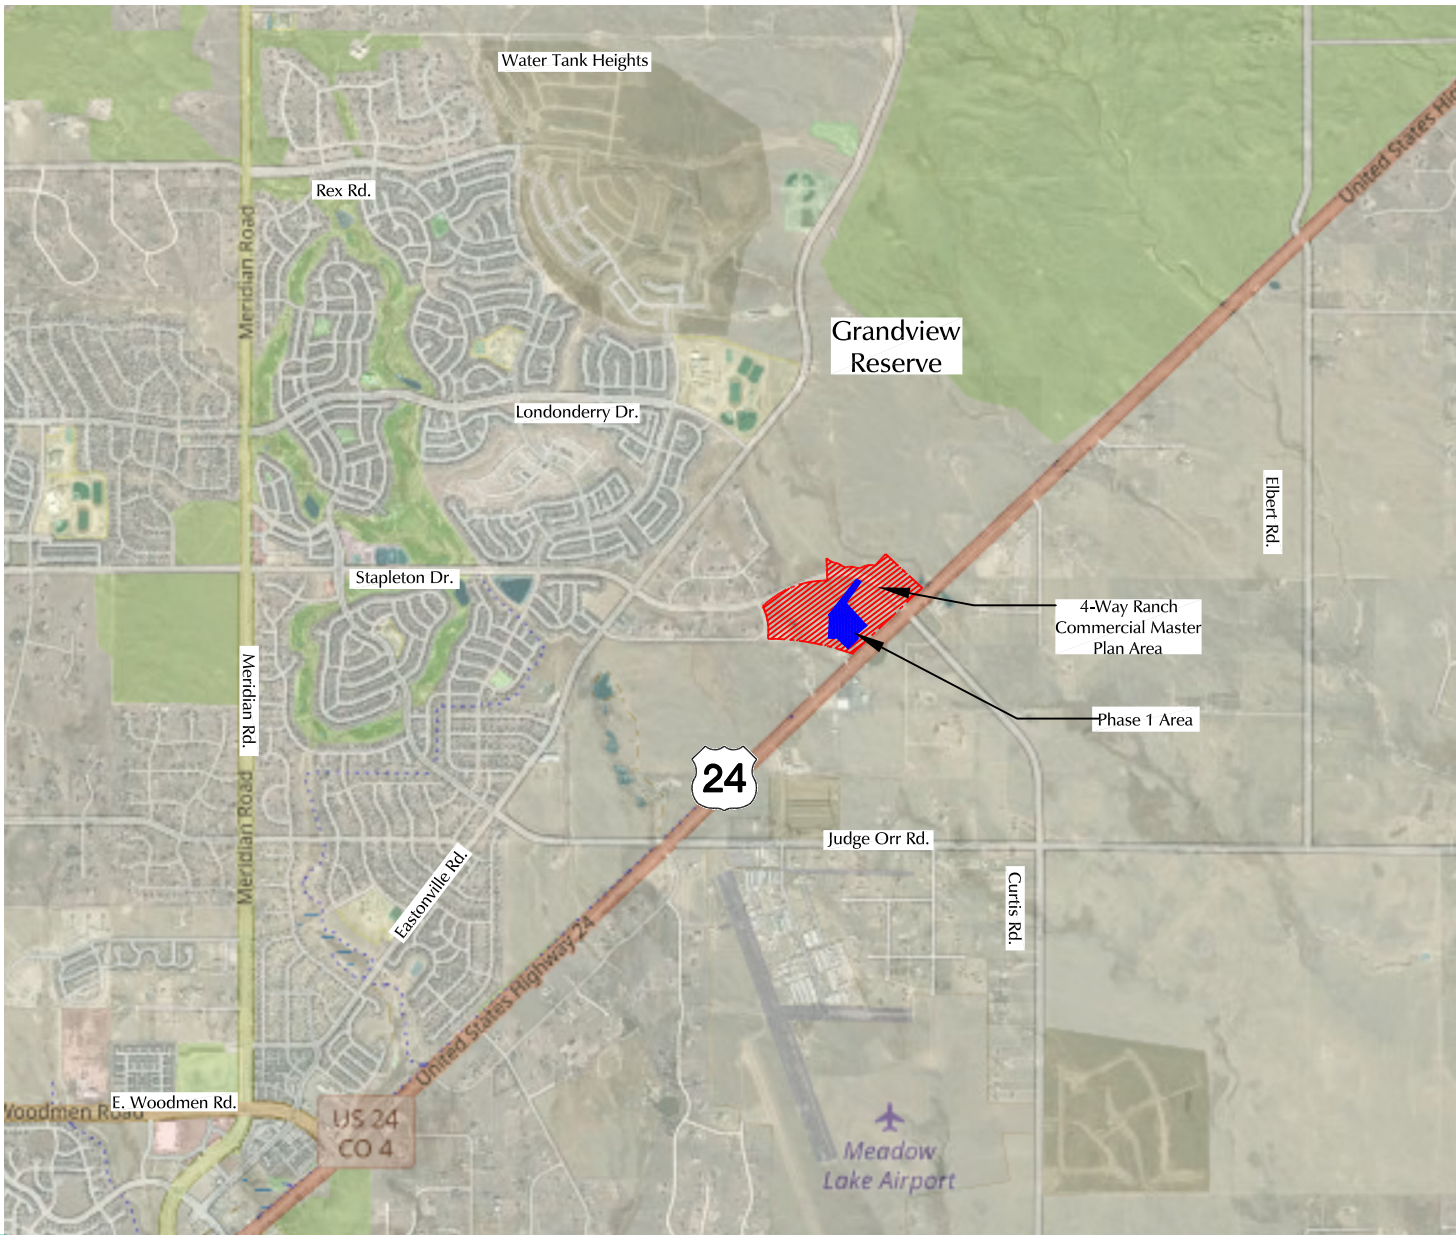 Water Tank Heights
United States Hi
Rex Rd.
Meridian Road
Grandview
Reserve
Londonderry Dr.
Elbert Rd.
Stapleton Dr.
4-Way Ranch
Commercial Master
Plan Area
Meridian Rd.
Phase 1 Area
24
Meridian Road
Judge Orr Rd.
Eastonville Rd.
Curtis Rd.
United States Highway 24
E. Woodmen Rd.
Woodmen Road
US 24
CO 4
Meadow
Lake Airport